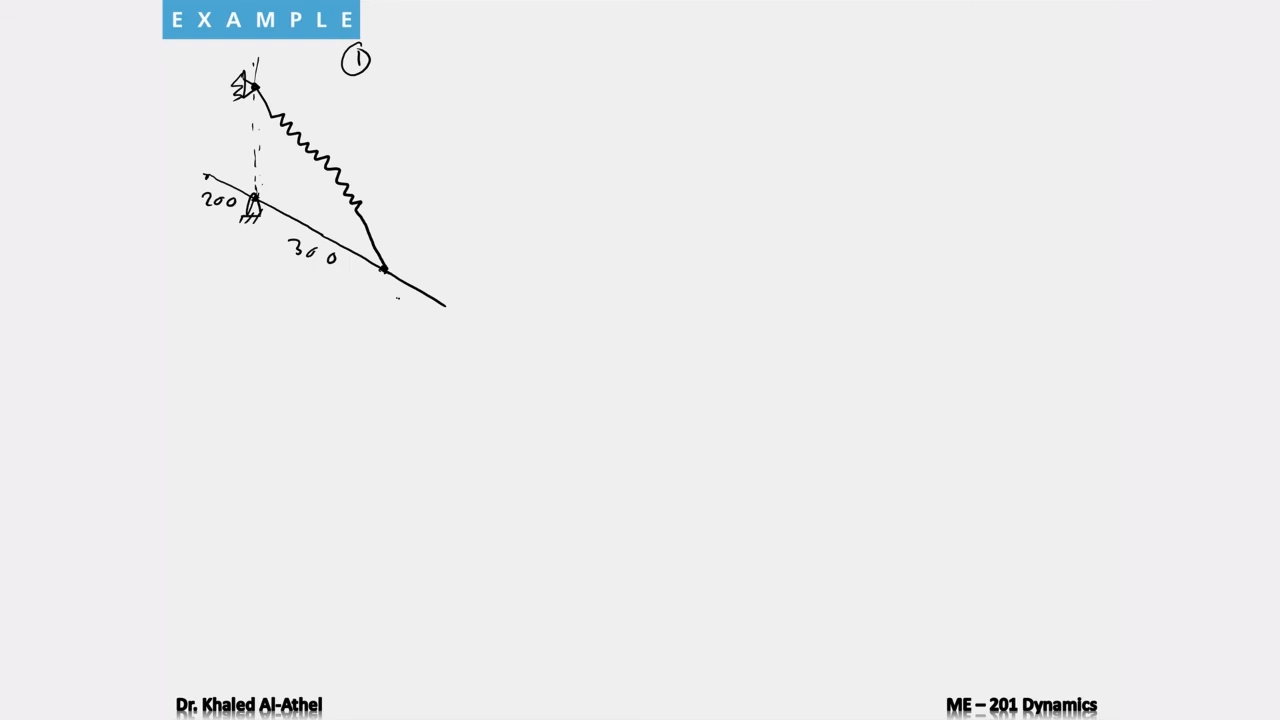 EXAMPLE
①
200
300
Dr. Khaled Al-Athel
ME – 201 Dynamics